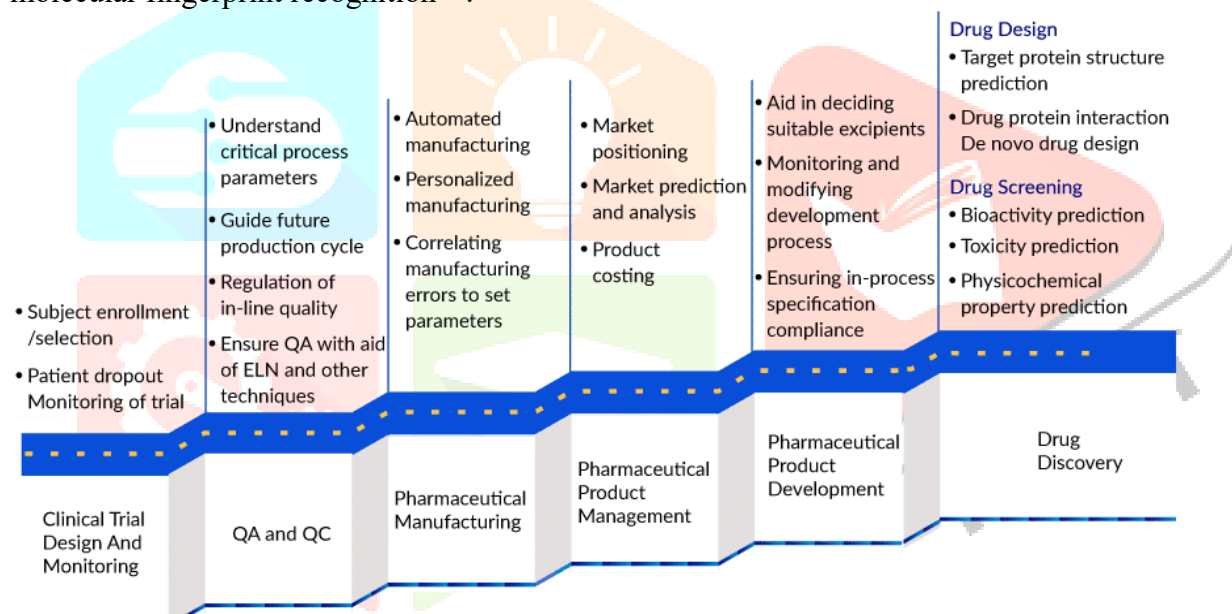 molecular fingerprint recognition
• Subject enrollment
/selection
• Patient dropout
Monitoring of trial
Clinical Trial
Design And
Monitoring
• Understand
critical process
parameters
• Guide future
production cycle
• Regulation of
in-line quality
• Ensure QA with aid
of ELN and other
techniques
QA and QC
• Automated
manufacturing
• Personalized
manufacturing
• Correlating
manufacturing
errors to set
parameters
Pharmaceutical
Manufacturing
• Market
positioning
• Market prediction
and analysis
• Product
costing
Pharmaceutical
Product
Management
• Aid in deciding
suitable excipients
• Monitoring and
modifying
development
process
• Ensuring in-process
specification
compliance
Pharmaceutical
Product
Development
Drug Design
• Target protein structure
prediction
• Drug protein interaction
De novo drug design
Drug Screening
• Bioactivity prediction
• Toxicity prediction
• Physicochemical
property prediction
Drug
Discovery